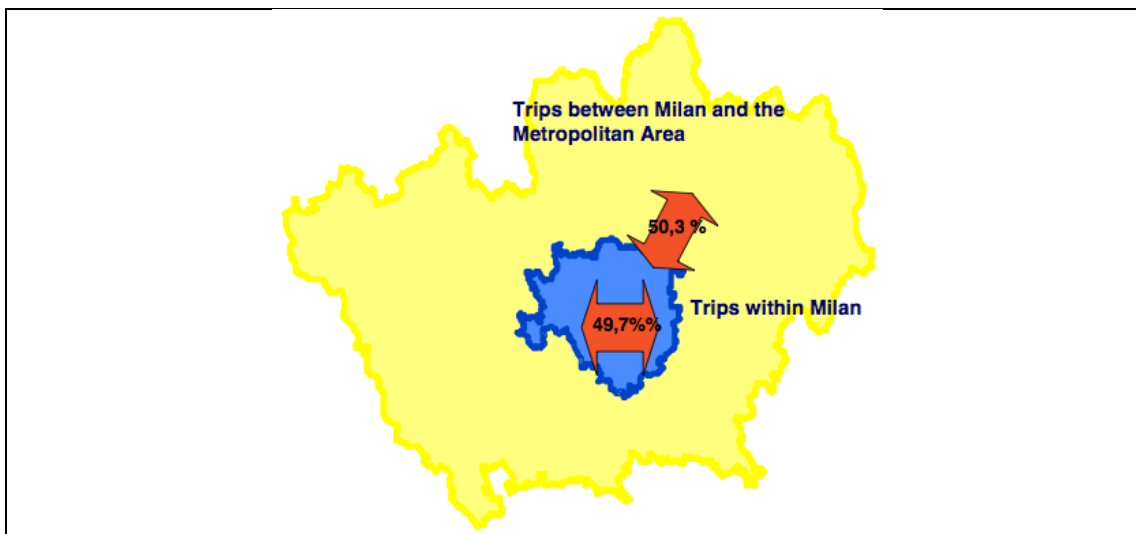 Trips between Milan and the
Metropolitan Area
50,3 %
Trips within Milan
49,7%%